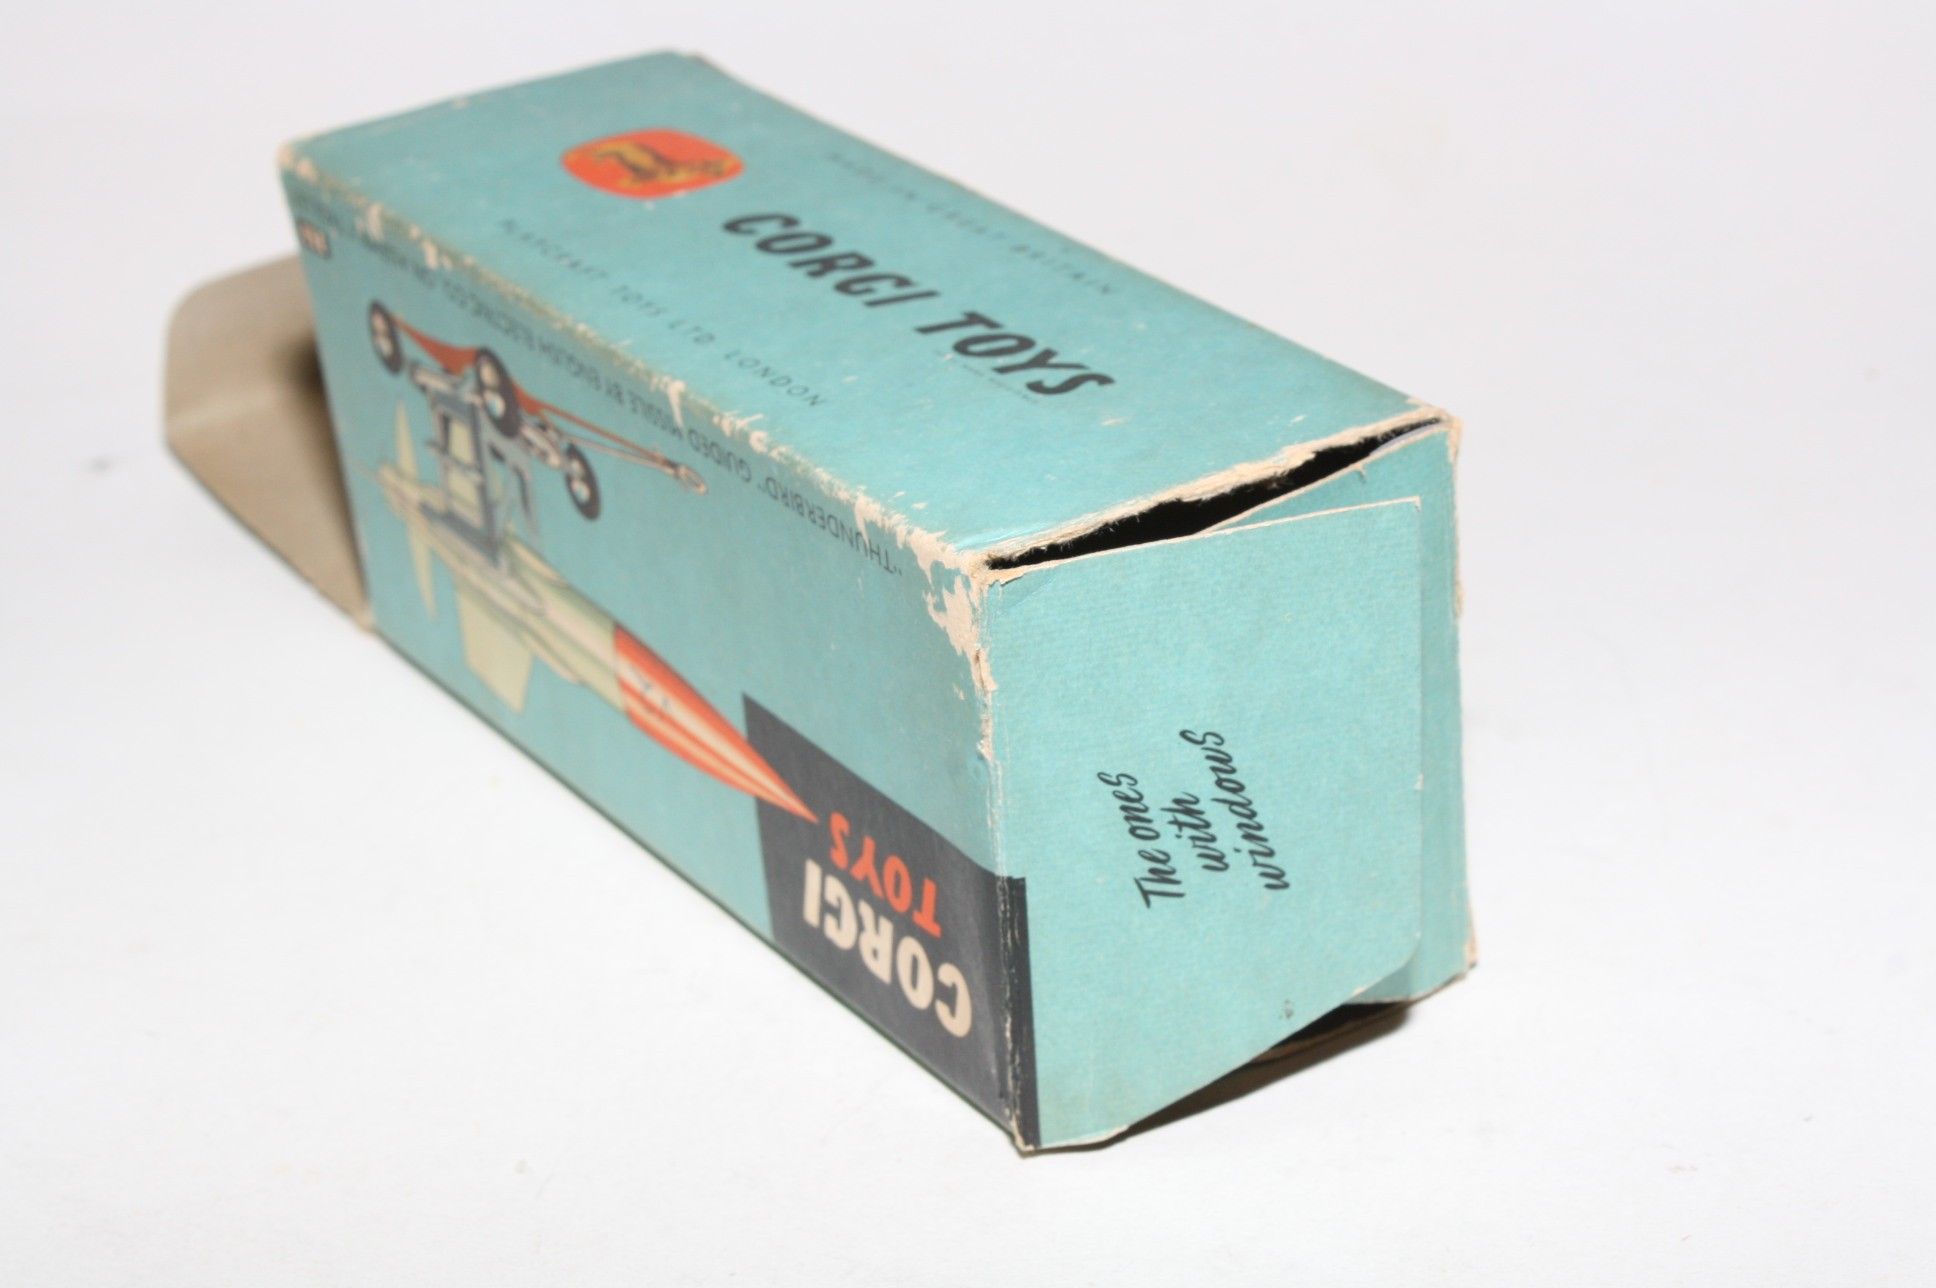 MADE IN GREAT BRITAIN
CORGI TOYS
PLAYCRAFT TOYS LTD. LONDON
"THUNDERBIRD" GUIDED MISSILE BY ENGLISH ELECTRIC CO.
CORGI
TOYS
The ones
with
windows